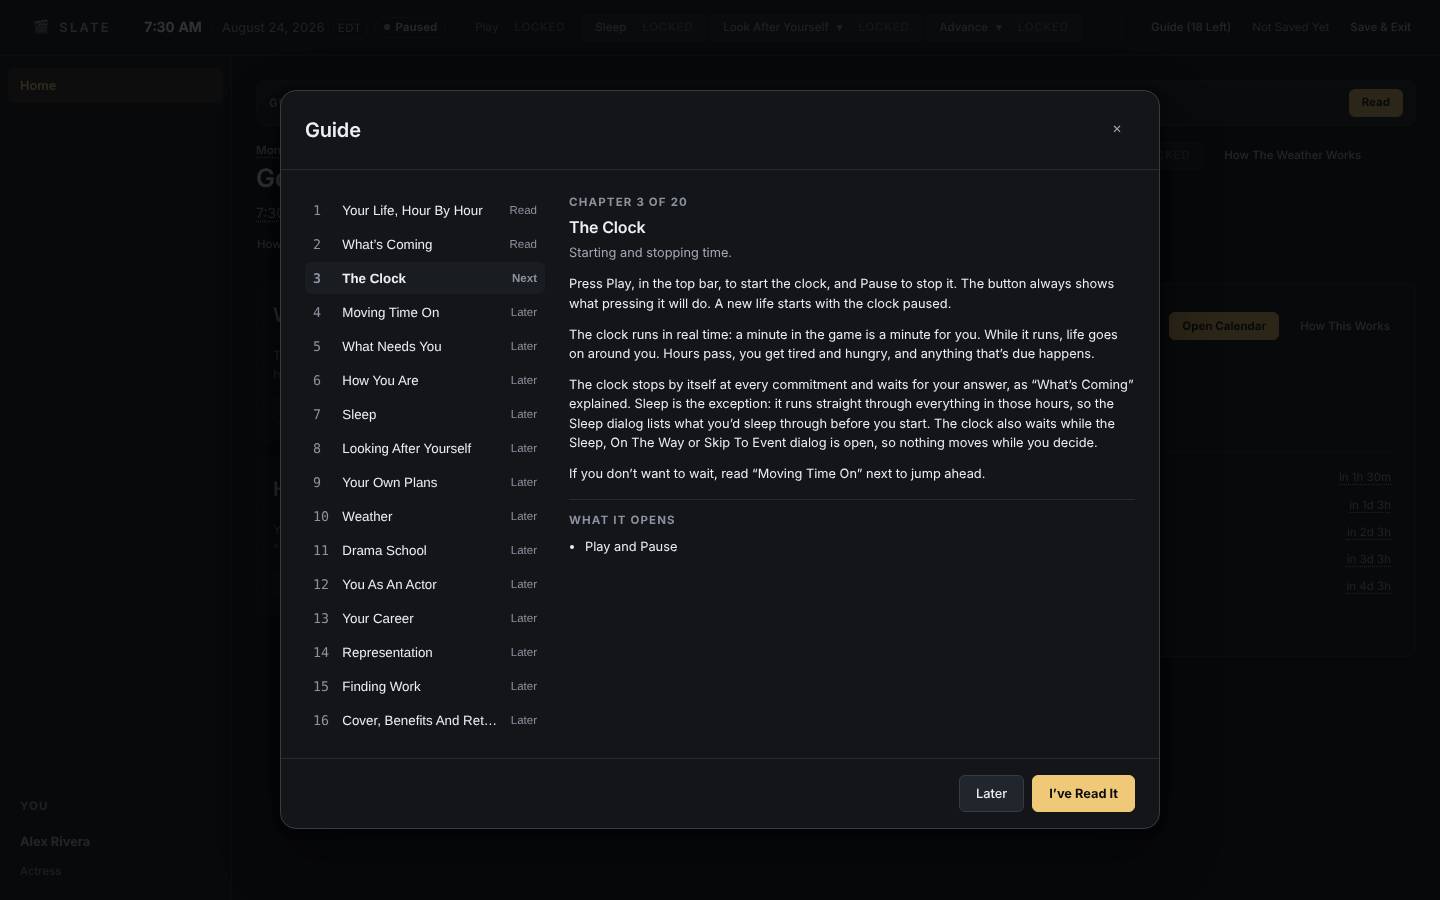 SLATE
7:30 AM August 24, 2026 EDT Paused
Play LOCKED
Sleep LOCKED
Look After Yourself LOCKED
Advance LOCKED
Guide (18 Left)
Not Saved Yet
Save & Exit
Home
Read
How The Weather Works
Open Calendar
How This Works
in 1h 30m
in 1d 3h
in 2d 3h
in 3d 3h
in 4d 3h
YOU
Alex Rivera
Actress
Guide
×
1 Your Life, Hour By Hour Read
2 What’s Coming Read
3 The Clock Next
4 Moving Time On Later
5 What Needs You Later
6 How You Are Later
7 Sleep Later
8 Looking After Yourself Later
9 Your Own Plans Later
10 Weather Later
11 Drama School Later
12 You As An Actor Later
13 Your Career Later
14 Representation Later
15 Finding Work Later
16 Cover, Benefits And Ret… Later
CHAPTER 3 OF 20
The Clock
Starting and stopping time.
Press Play, in the top bar, to start the clock, and Pause to stop it. The button always shows
what pressing it will do. A new life starts with the clock paused.
The clock runs in real time: a minute in the game is a minute for you. While it runs, life goes
on around you. Hours pass, you get tired and hungry, and anything that’s due happens.
The clock stops by itself at every commitment and waits for your answer, as “What’s Coming”
explained. Sleep is the exception: it runs straight through everything in those hours, so the
Sleep dialog lists what you’d sleep through before you start. The clock also waits while the
Sleep, On The Way or Skip To Event dialog is open, so nothing moves while you decide.
If you don’t want to wait, read “Moving Time On” next to jump ahead.
WHAT IT OPENS
• Play and Pause
Later
I’ve Read It